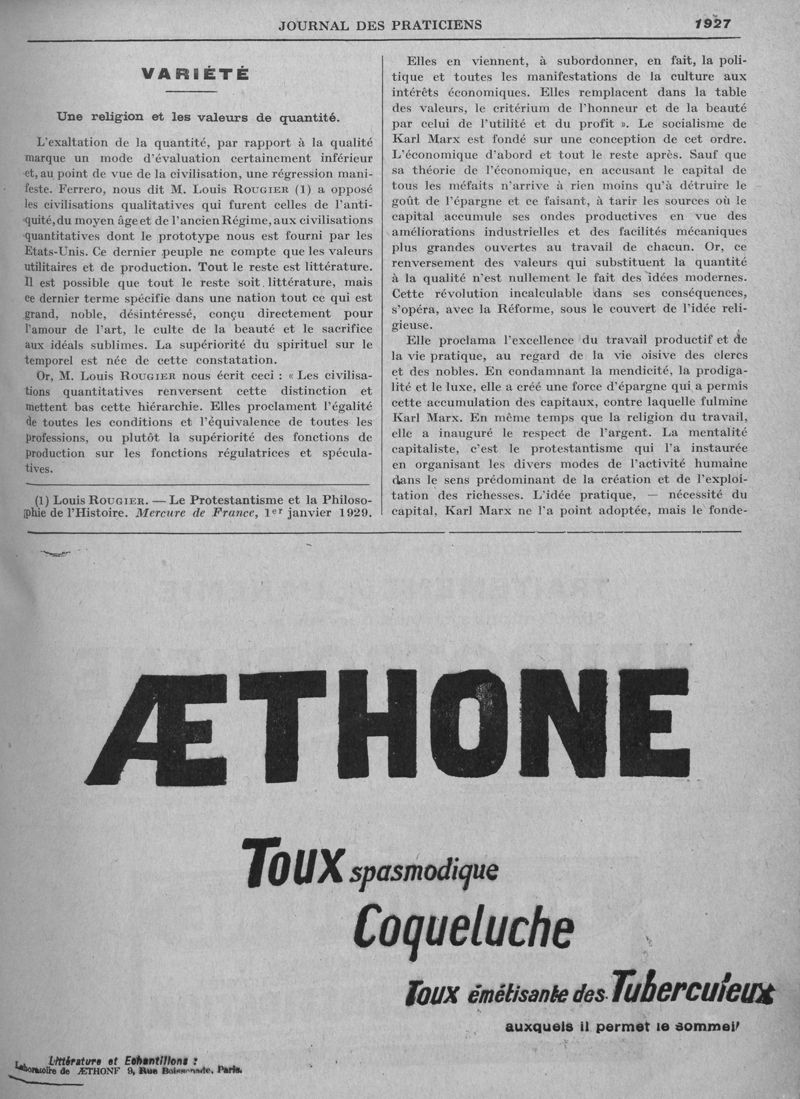 JOURNAL DES PRATICIENS
1927
VARIÉTÉ
Une religion et les valeurs de quantité.
L'exaltation de la quantité, par rapport à la qualité
marque un mode d'évaluation certainement inférieur
et, au point de vue de la civilisation, une régression mani-
feste. Ferrero, nous dit M. Louis ROUGIER (1) a opposé
les civilisations qualitatives qui furent celles de l'anti-
quité, du moyen âge et de l'ancien Régime, aux civilisations
quantitatives dont le prototype nous est fourni par les
Etats-Unis. Ce dernier peuple ne compte que les valeurs
utilitaires et de production. Tout le reste est littérature.
Il est possible que tout le reste soit littérature, mais
ce dernier terme spécifie dans une nation tout ce qui est
grand, noble, désintéressé, conçu directement pour
l'amour de l'art, le culte de la beauté et le sacrifice
aux idéals sublimes. La supériorité du spirituel sur le
temporel est née de cette constatation.
Or, M. Louis ROUGIER nous écrit ceci : « Les civilisa-
tions quantitatives renversent cette distinction et
mettent bas cette hiérarchie. Elles proclament l'égalité
de toutes les conditions et l'équivalence de toutes les
professions, ou plutôt la supériorité des fonctions de
production sur les fonctions régulatrices et spécula-
tives.
(1) Louis ROUGIER. — Le Protestantisme et la Philoso-
phie de l'Histoire. Mercure de France, 1er janvier 1929.
Elles en viennent, à subordonner, en fait, la poli-
tique et toutes les manifestations de la culture aux
intérêts économiques. Elles remplacent dans la table
des valeurs, le critérium de l'honneur et de la beauté
par celui de l'utilité et du profit ». Le socialisme de
Karl Marx est fondé sur une conception de cet ordre.
L'économique d'abord et tout le reste après. Sauf que
sa théorie de l'économique, en accusant le capital de
tous les méfaits n'arrive à rien moins qu'à détruire le
goût de l'épargne et ce faisant, à tarir les sources où le
capital accumule ses ondes productives en vue des
améliorations industrielles et des facilités mécaniques
plus grandes ouvertes au travail de chacun. Or, ce
renversement des valeurs qui substituent la quantité
à la qualité n'est nullement le fait des idées modernes.
Cette révolution incalculable dans ses conséquences,
s'opéra, avec la Réforme, sous le couvert de l'idée reli-
gieuse.
Elle proclama l'excellence du travail productif et de
la vie pratique, au regard de la vie oisive des clercs
et des nobles. En condamnant la mendicité, la prodiga-
lité et le luxe, elle a créé une force d'épargne qui a permis
cette accumulation des capitaux, contre laquelle fulmine
Karl Marx. En même temps que la religion du travail,
elle a inauguré le respect de l'argent. La mentalité
capitaliste, c'est le protestantisme qui l'a instaurée
en organisant les divers modes de l'activité humaine
dans le sens prédominant de la création et de l'exploi-
tation des richesses. L'idée pratique, — nécessité du
capital, Karl Marx ne l'a point adoptée, mais le fonde-
ÆTHONE
Toux spasmodique
Coqueluche
Toux émétisante des Tuberculeux
auxquels il permet le sommeil
Littérature et Echantillons :
Laboratoire de ÆTHONE 9, Rue Boissonade, Paris.